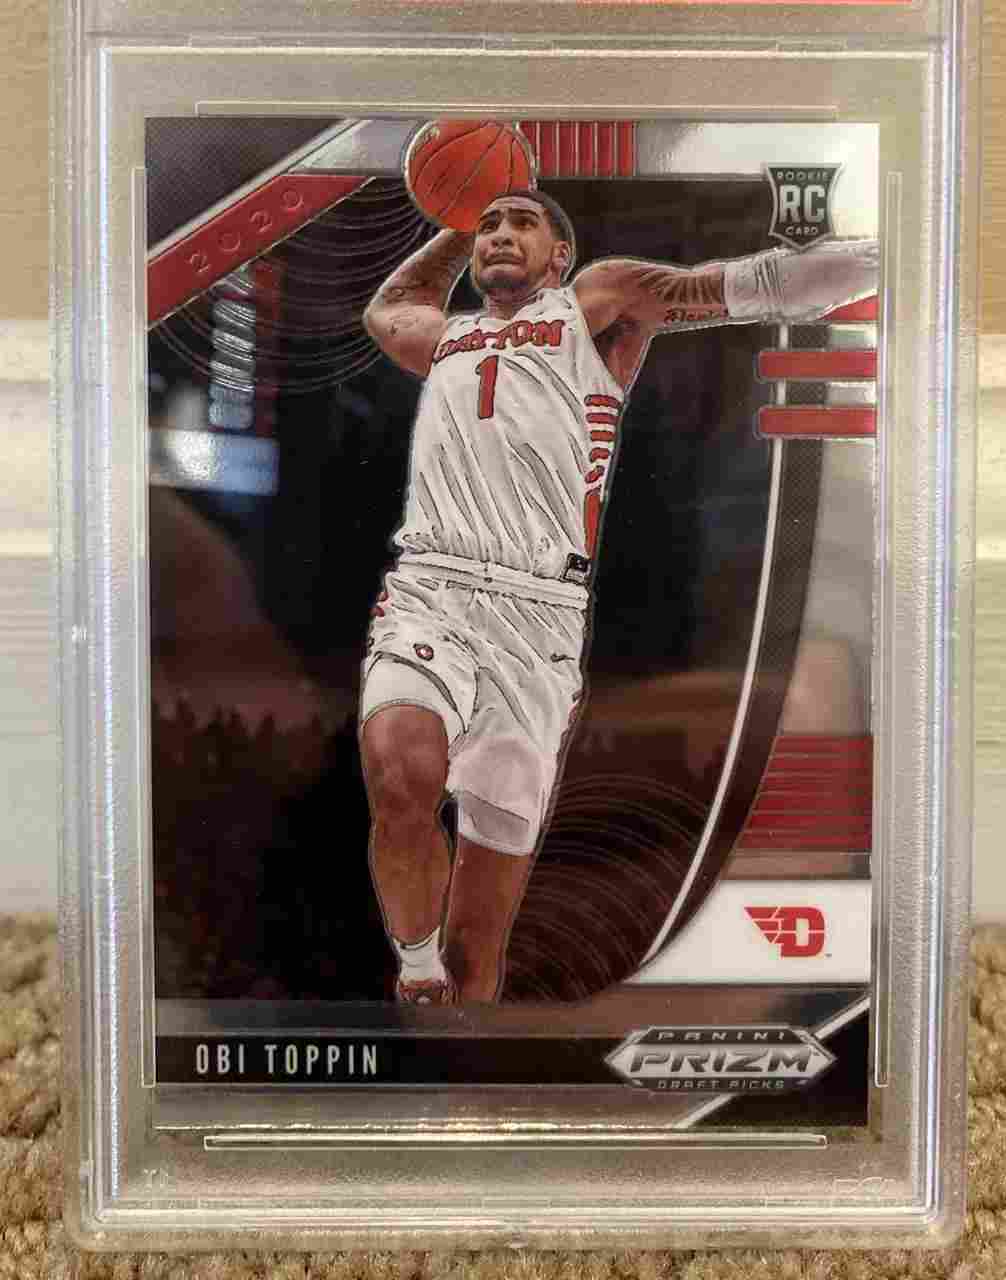 2020
ROOKIE
RC
CARD
DAYTON
1
D
OBI TOPPIN
PANINI
PRIZM
DRAFT PICKS